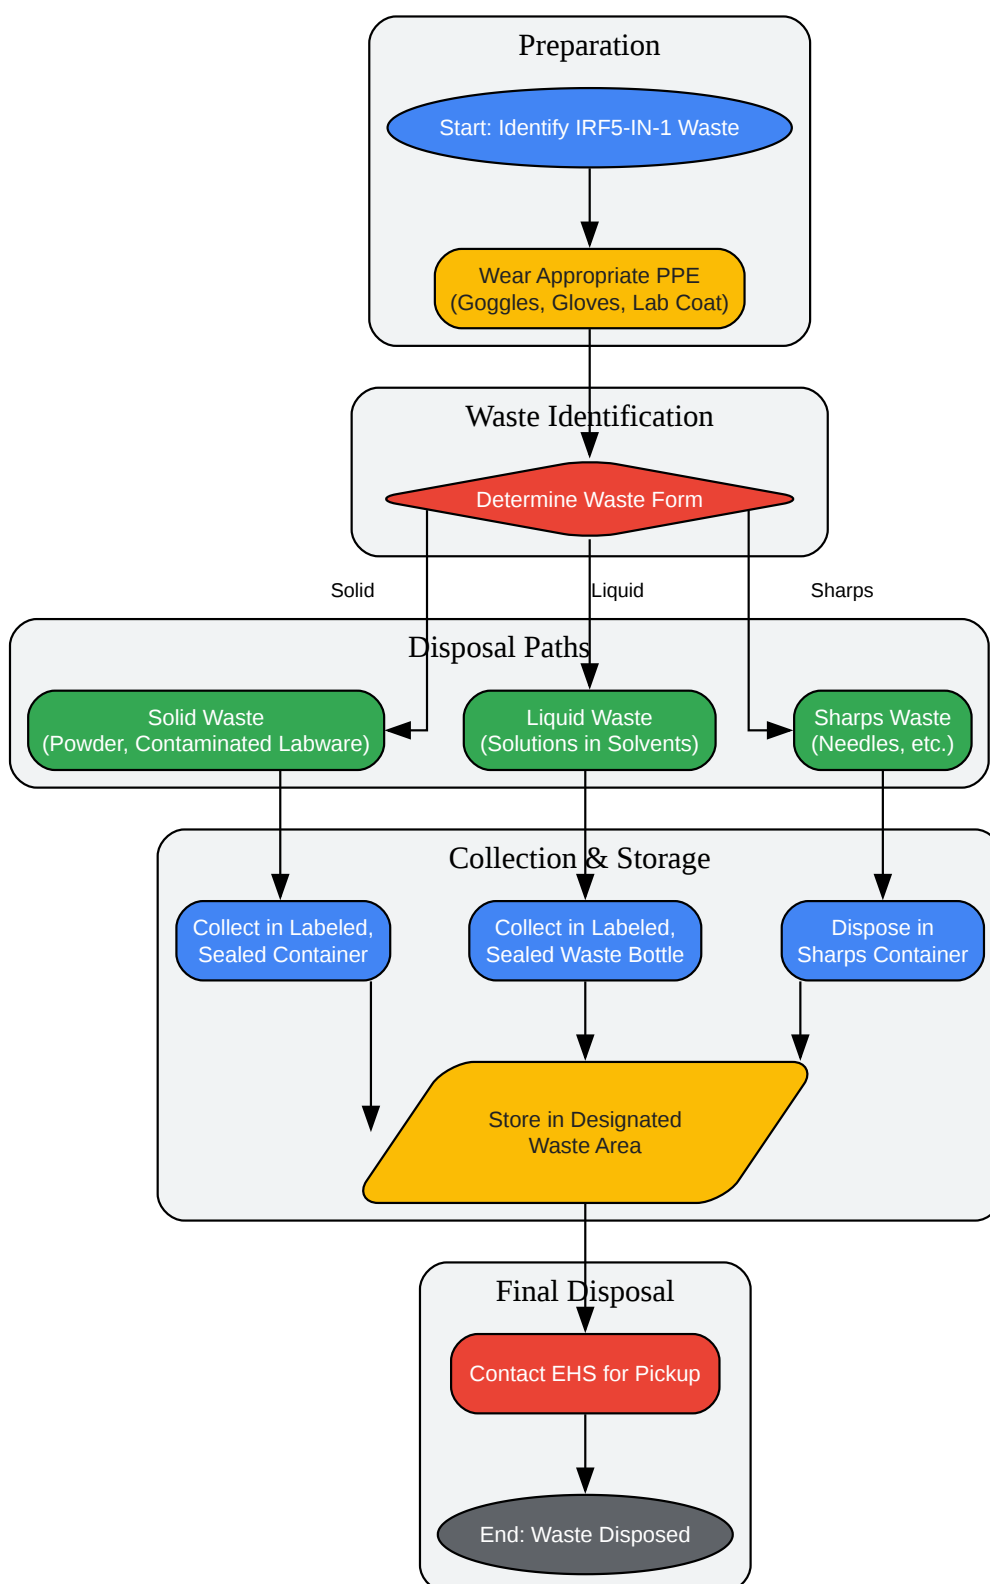 Preparation
Start: Identify IRF5-IN-1 Waste
Wear Appropriate PPE
(Goggles, Gloves, Lab Coat)
Waste Identification
Determine Waste Form
Solid
Liquid
Sharps
Disposal Paths
Solid Waste
(Powder, Contaminated Labware)
Liquid Waste
(Solutions in Solvents)
Sharps Waste
(Needles, etc.)
Collection & Storage
Collect in Labeled,
Sealed Container
Collect in Labeled,
Sealed Waste Bottle
Dispose in
Sharps Container
Store in Designated
Waste Area
Final Disposal
Contact EHS for Pickup
End: Waste Disposed